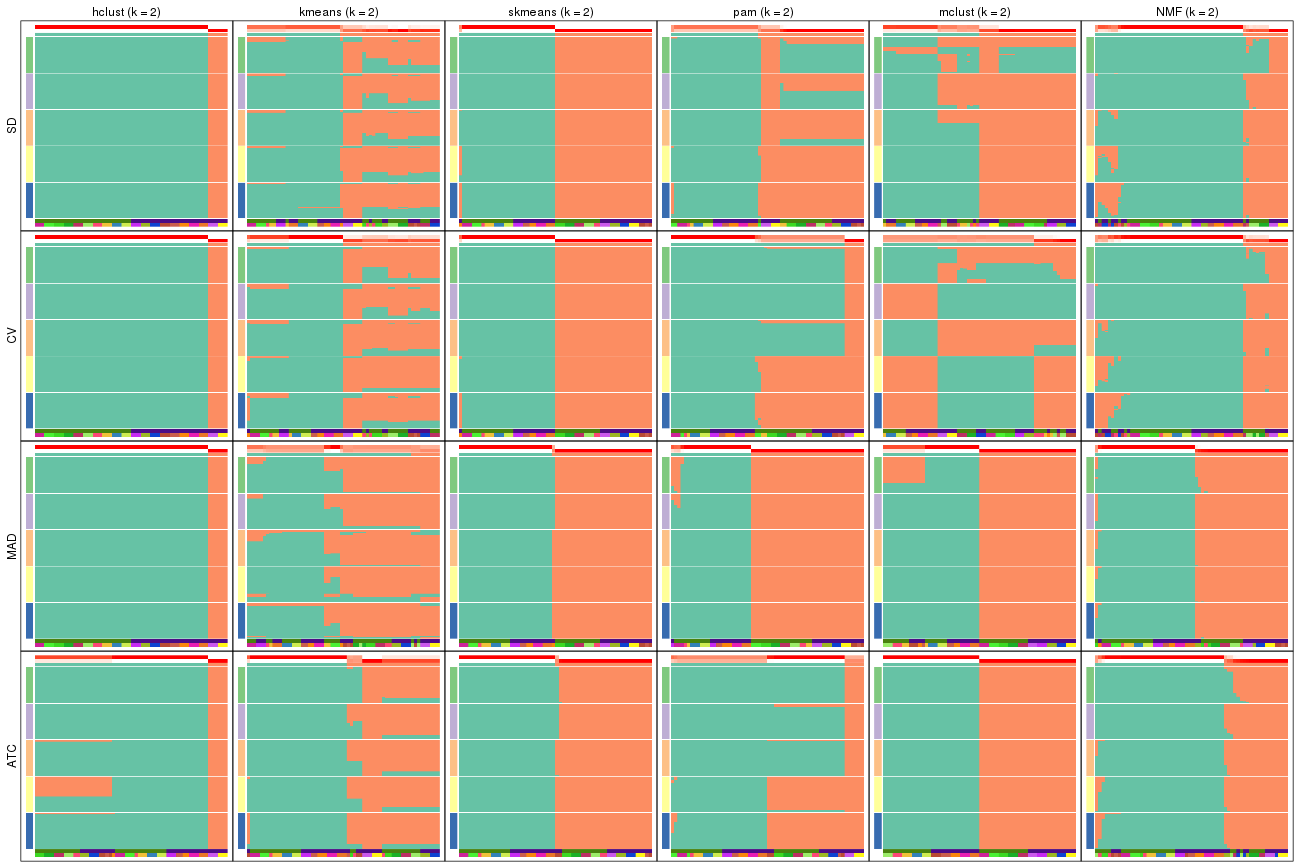 hclust (k = 2)
kmeans (k = 2)
skmeans (k = 2)
pam (k = 2)
mclust (k = 2)
NMF (k = 2)
SD
CV
MAD
ATC